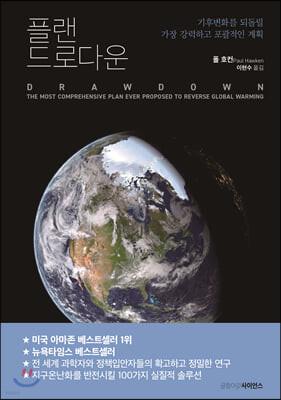 플랜
드로다운
기후변화를 되돌릴
가장 강력하고 포괄적인 계획
폴 호컨Paul Hawken
이현수 옮김
DRAWDOWN
THE MOST COMPREHENSIVE PLAN EVER PROPOSED TO REVERSE GLOBAL WARMING
★ 미국 아마존 베스트셀러 1위
★ 뉴욕타임스 베스트셀러
★ 전 세계 과학자와 정책입안자들의 확고하고 정밀한 연구
★ 지구온난화를 반전시킬 100가지 실질적 솔루션
글항아리사이언스